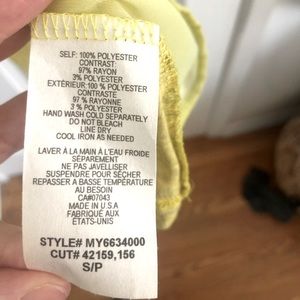 SELF: 100% POLYESTER
CONTRAST:
97% RAYON
3% POLYESTER
EXTÉRIEUR:100 % POLYESTER
CONTRASTE
97 % RAYONNE
3 % POLYESTER
HAND WASH COLD SEPARATELY
DO NOT BLEACH
LINE DRY
COOL IRON AS NEEDED
LAVER À LA MAIN À L'EAU FROIDE
SÉPAREMENT
NE PAS JAVELLISER
SUSPENDRE POUR SÉCHER
REPASSER A BASSE TEMPÉRATURE
AU BESOIN
CA#07043
MADE IN U.S.A
FABRIQUÉ AUX
ÉTATS-UNIS
STYLE# MY6634000
CUT# 42159,156
S/P